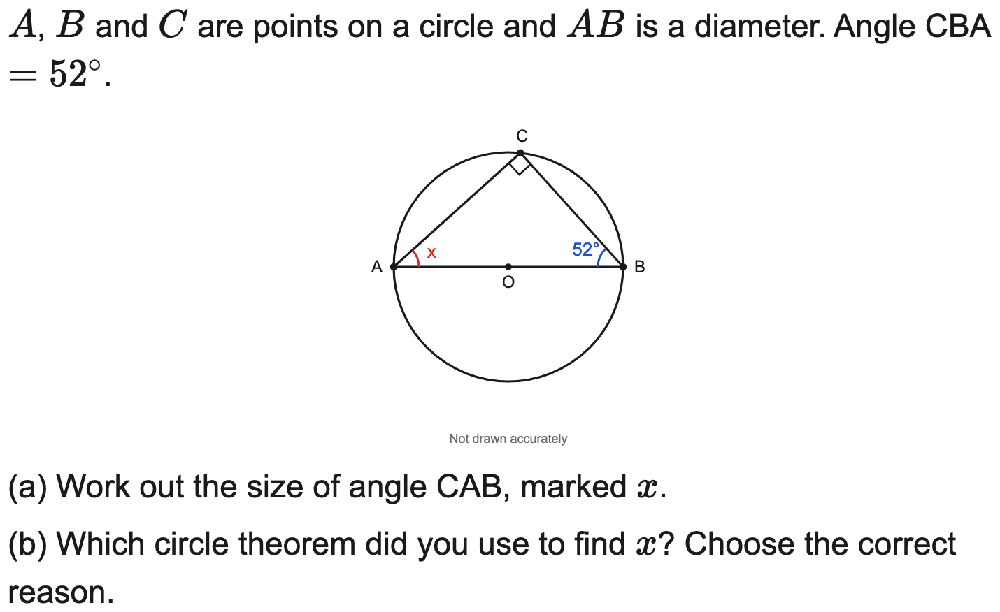 A, B and C are points on a circle and AB is a diameter. Angle CBA
= 52°.
C
x
52°
A
B
O
Not drawn accurately
(a) Work out the size of angle CAB, marked x.
(b) Which circle theorem did you use to find x? Choose the correct
reason.